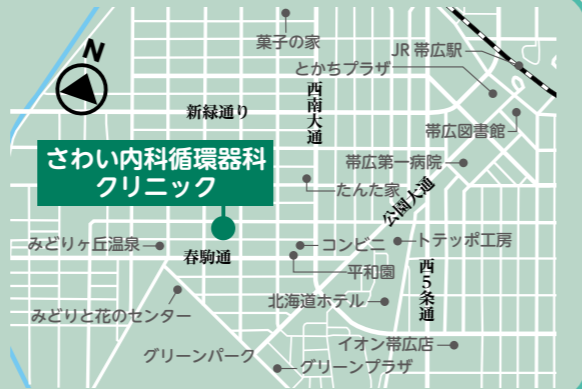 N
菓子の家
JR 帯広駅
とかちプラザ
新緑通り
西南大通
帯広図書館
さわい内科循環器科
クリニック
帯広第一病院
たんた家
公園大通
みどりヶ丘温泉
春駒通
コンビニ
トテッポ工房
平和園
西5条通
北海道ホテル
みどりと花のセンター
イオン帯広店
グリーンパーク
グリーンプラザ